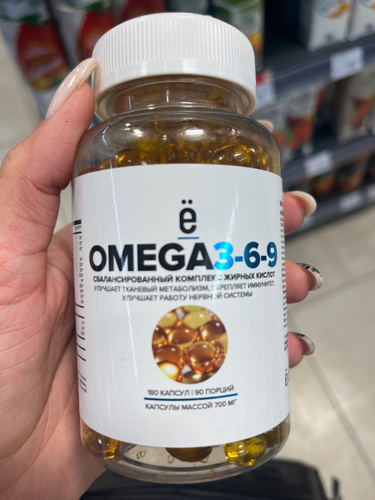 ё
OMEGA3-6-9
СБАЛАНСИРОВАННЫЙ КОМПЛЕКС ЖИРНЫХ КИСЛОТ
УЛУЧШАЕТ ТКАНЕВЫЙ МЕТАБОЛИЗМ, УКРЕПЛЯЕТ ИММУНИТЕТ,
УЛУЧШАЕТ РАБОТУ НЕРВНОЙ СИСТЕМЫ
180 КАПСУЛ | 90 ПОРЦИЙ
КАПСУЛЫ МАССОЙ 700 МГ